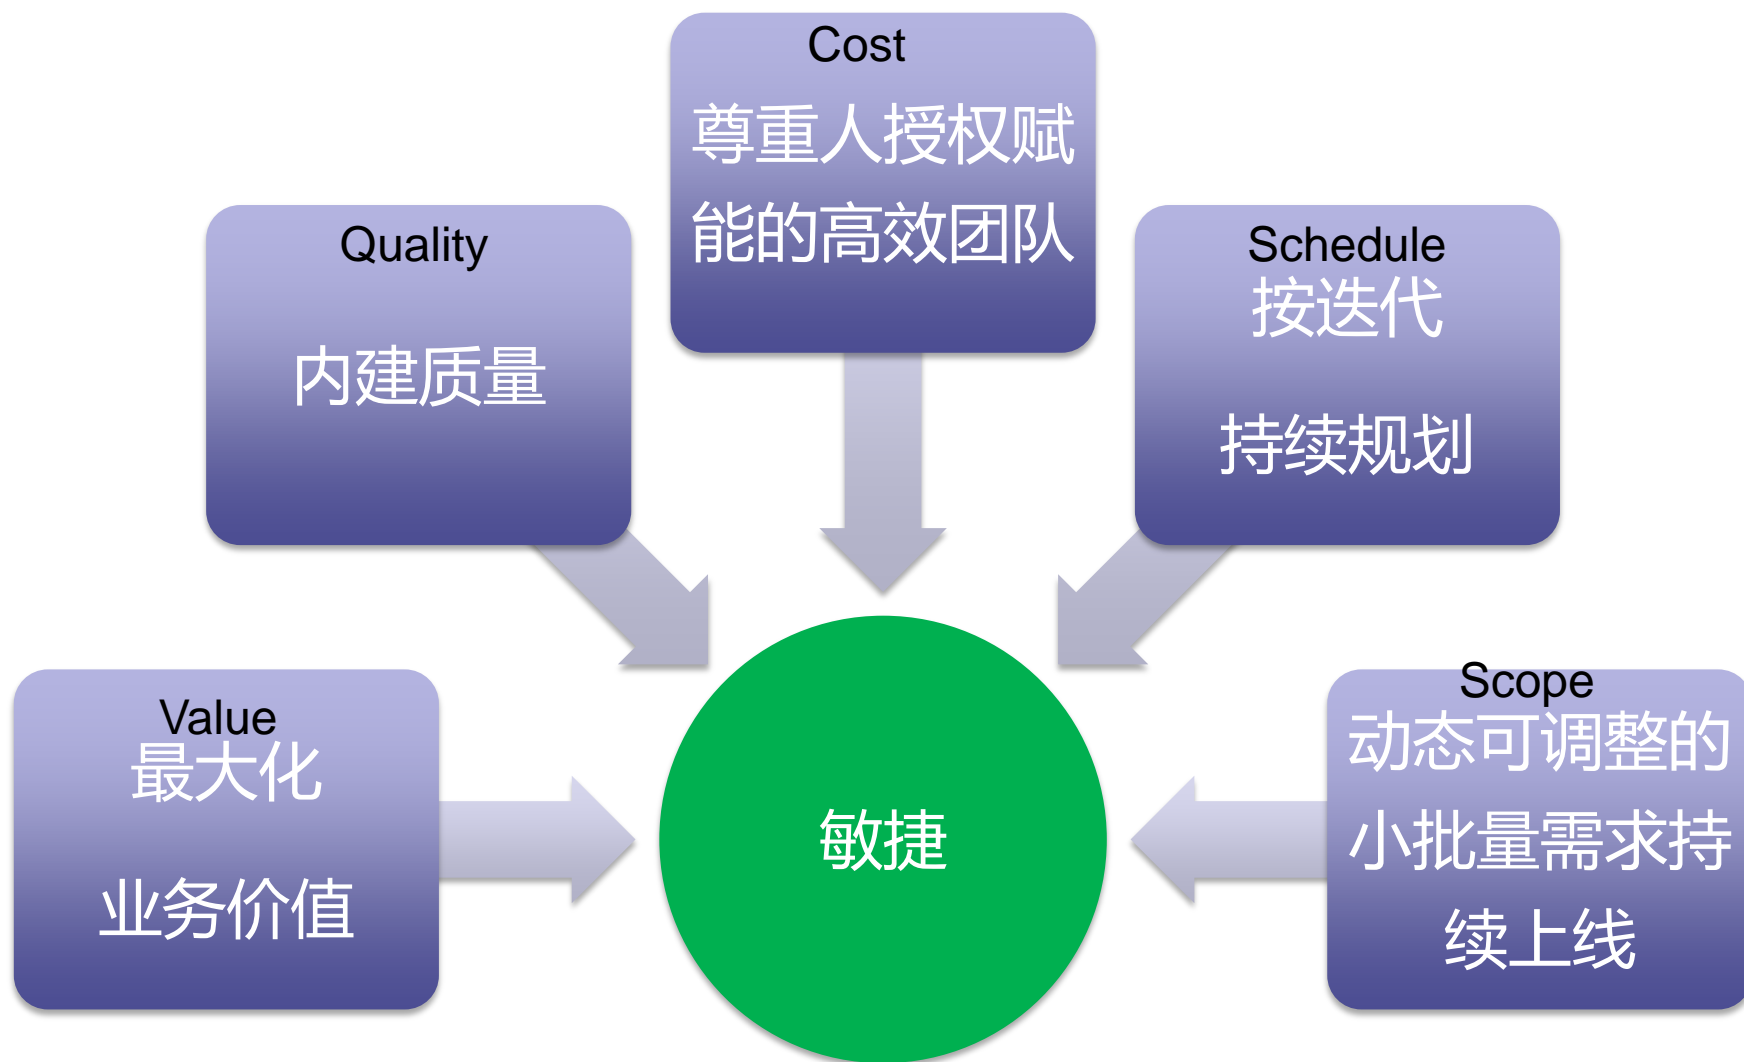 Cost
尊重人授权赋
能的高效团队
Quality
内建质量
Schedule
按迭代
持续规划
Value
最大化
业务价值
Scope
动态可调整的
小批量需求持
续上线
敏捷